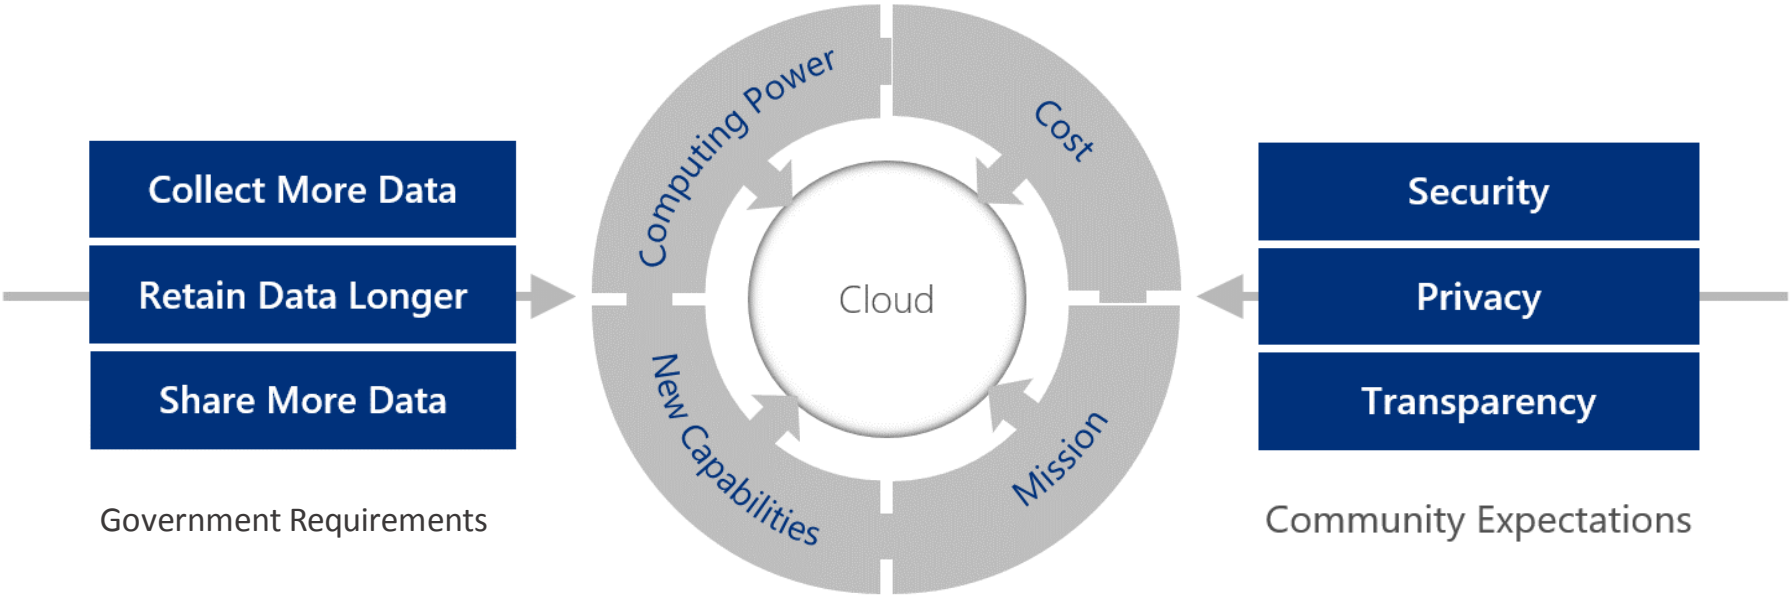 Collect More Data
Retain Data Longer
Share More Data
Government Requirements
Computing Power
Cost
Cloud
New Capabilities
Mission
Security
Privacy
Transparency
Community Expectations